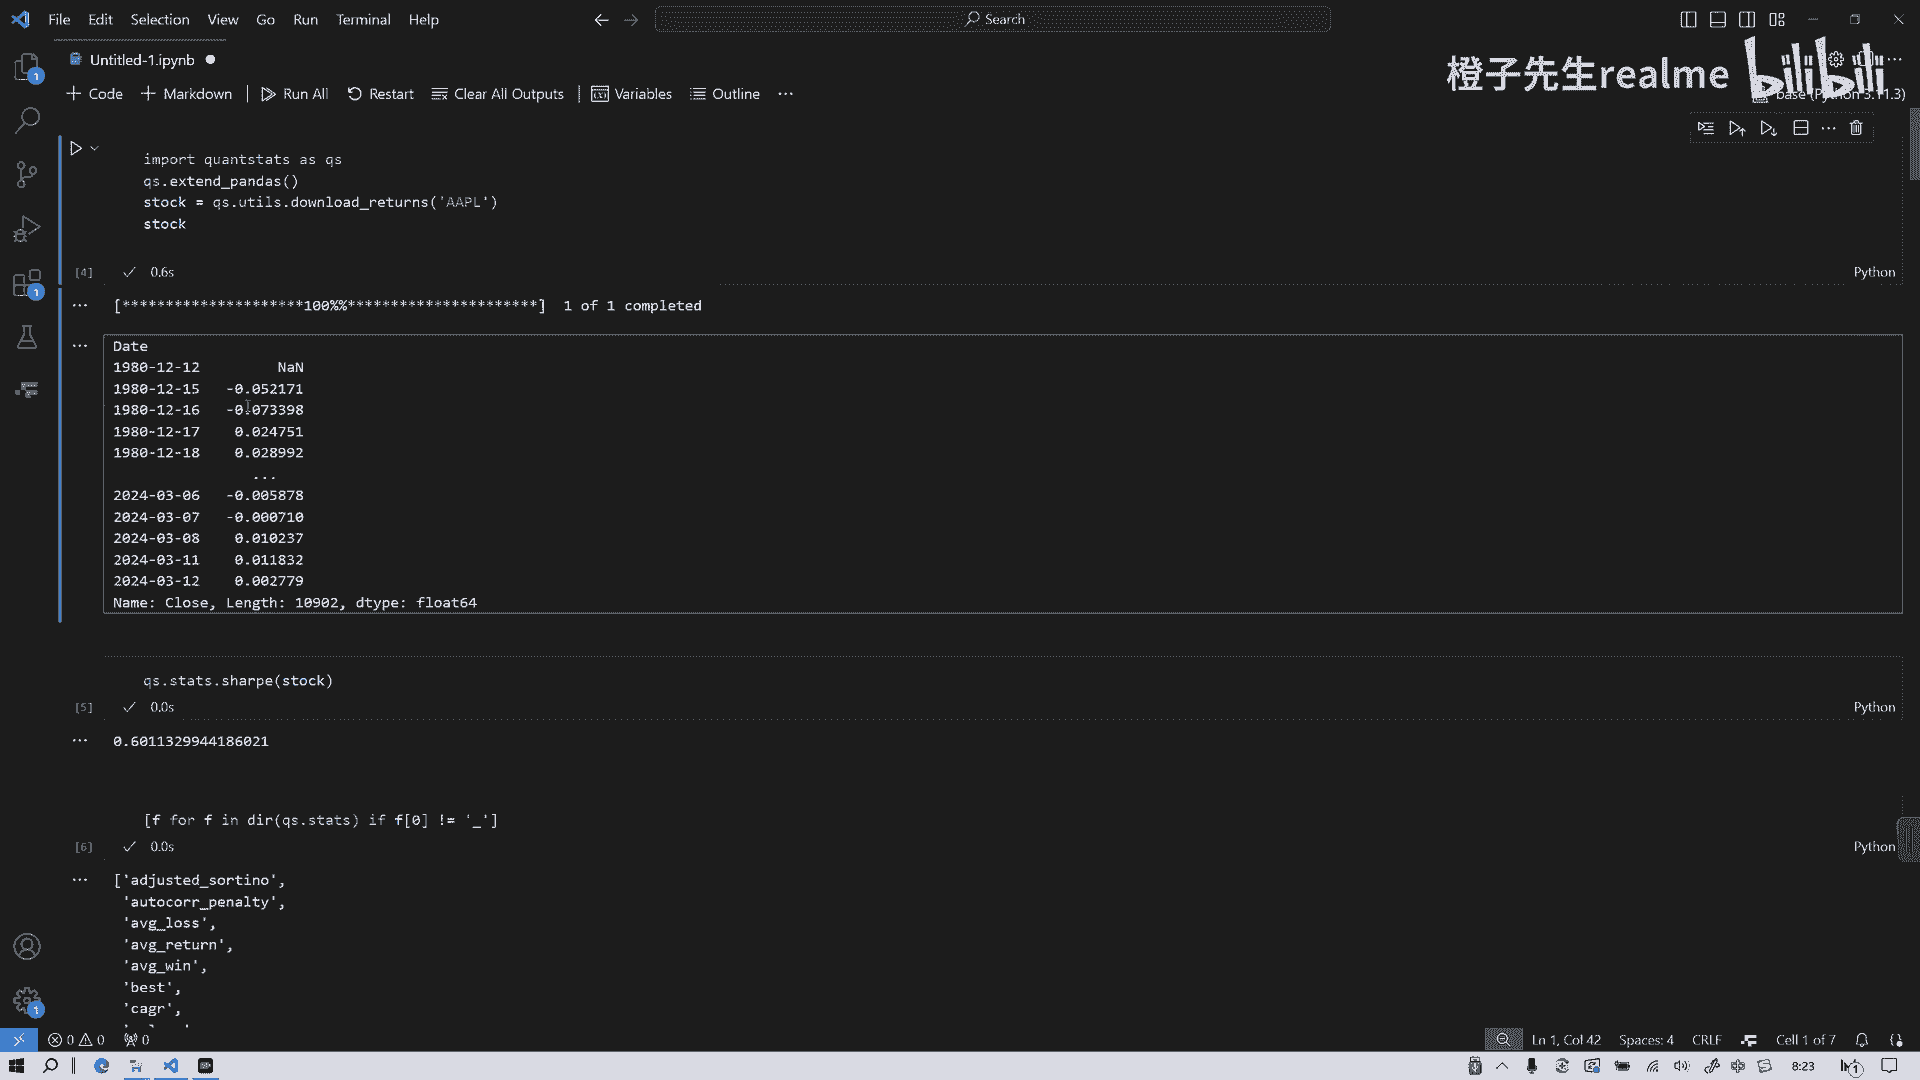 File Edit Selection View Go Run Terminal Help
Search
Untitled-1.ipynb
橙子先生realme bilibili
Code Markdown Run All Restart Clear All Outputs Variables Outline ...
base (Python 3.11.3)
import quantstats as qs
qs.extend_pandas()
stock = qs.utils.download_returns('AAPL')
stock
[4] 0.6s
Python
[*********************100%%**********************] 1 of 1 completed
Date
1980-12-12 NaN
1980-12-15 -0.052171
1980-12-16 -0.073398
1980-12-17 0.024751
1980-12-18 0.028992
...
2024-03-06 -0.005878
2024-03-07 -0.000710
2024-03-08 0.010237
2024-03-11 0.011832
2024-03-12 0.002779
Name: Close, Length: 10902, dtype: float64
qs.stats.sharpe(stock)
[5] 0.0s
Python
0.6011329944186021
[f for f in dir(qs.stats) if f[0] != '_']
[6] 0.0s
Python
['adjusted_sortino',
'autocorr_penalty',
'avg_loss',
'avg_return',
'avg_win',
'best',
'cagr',
0 0 0
Ln 1, Col 42 Spaces: 4 CRLF Cell 1 of 7
8:23